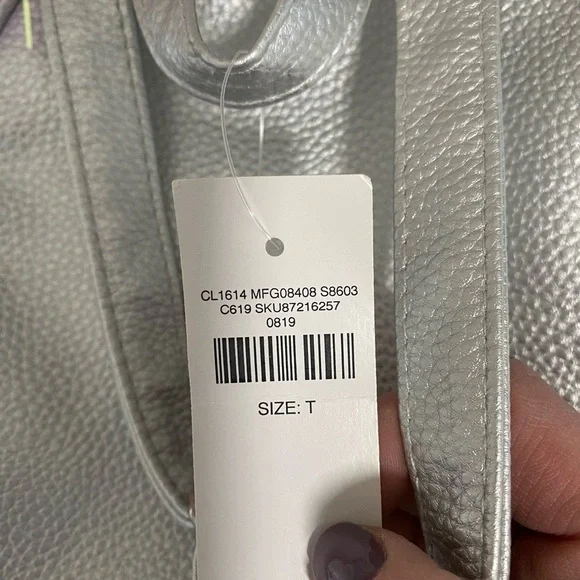 CL1614 MFG08408 S8603
C619 SKU87216257
0819
SIZE: T